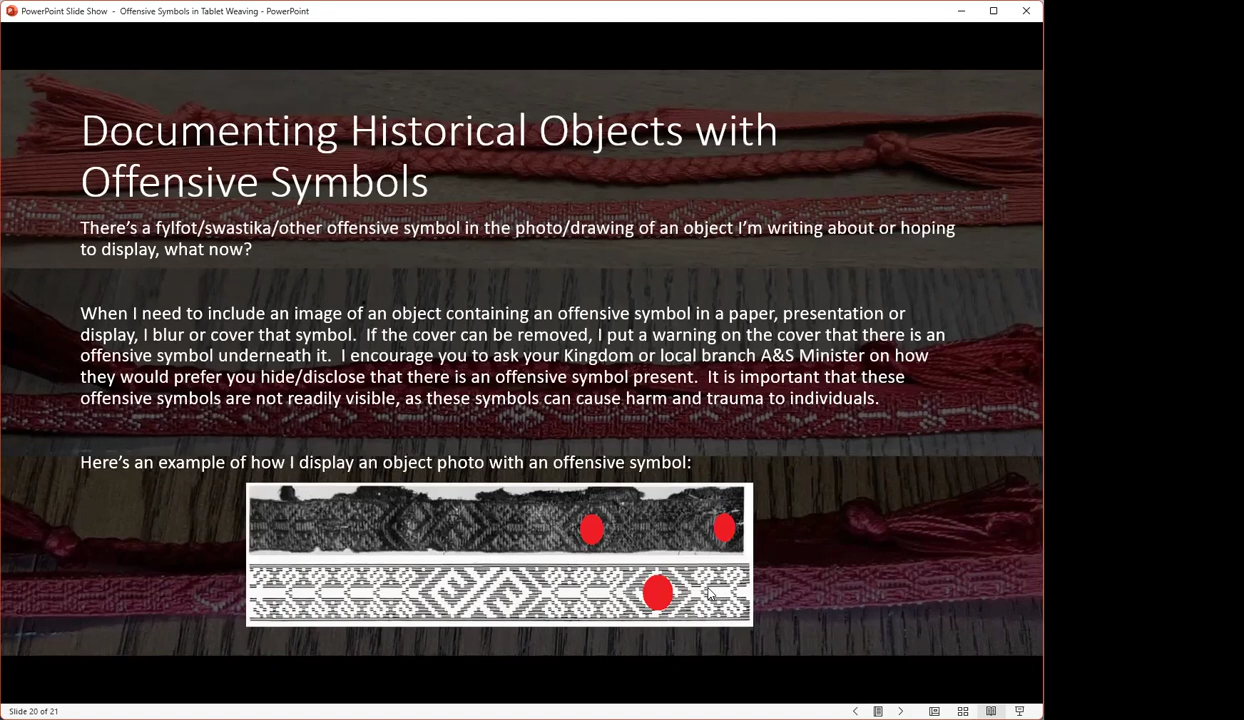 PowerPoint Slide Show - Offensive Symbols in Tablet Weaving - PowerPoint
Documenting Historical Objects with
Offensive Symbols
There's a fylfot/swastika/other offensive symbol in the photo/drawing of an object I'm writing about or hoping
to display, what now?
When I need to include an image of an object containing an offensive symbol in a paper, presentation or
display, I blur or cover that symbol. If the cover can be removed, I put a warning on the cover that there is an
offensive symbol underneath it. I encourage you to ask your Kingdom or local branch A&S Minister on how
they would prefer you hide/disclose that there is an offensive symbol present. It is important that these
offensive symbols are not readily visible, as these symbols can cause harm and trauma to individuals.
Here's an example of how I display an object photo with an offensive symbol:
Slide 20 of 21